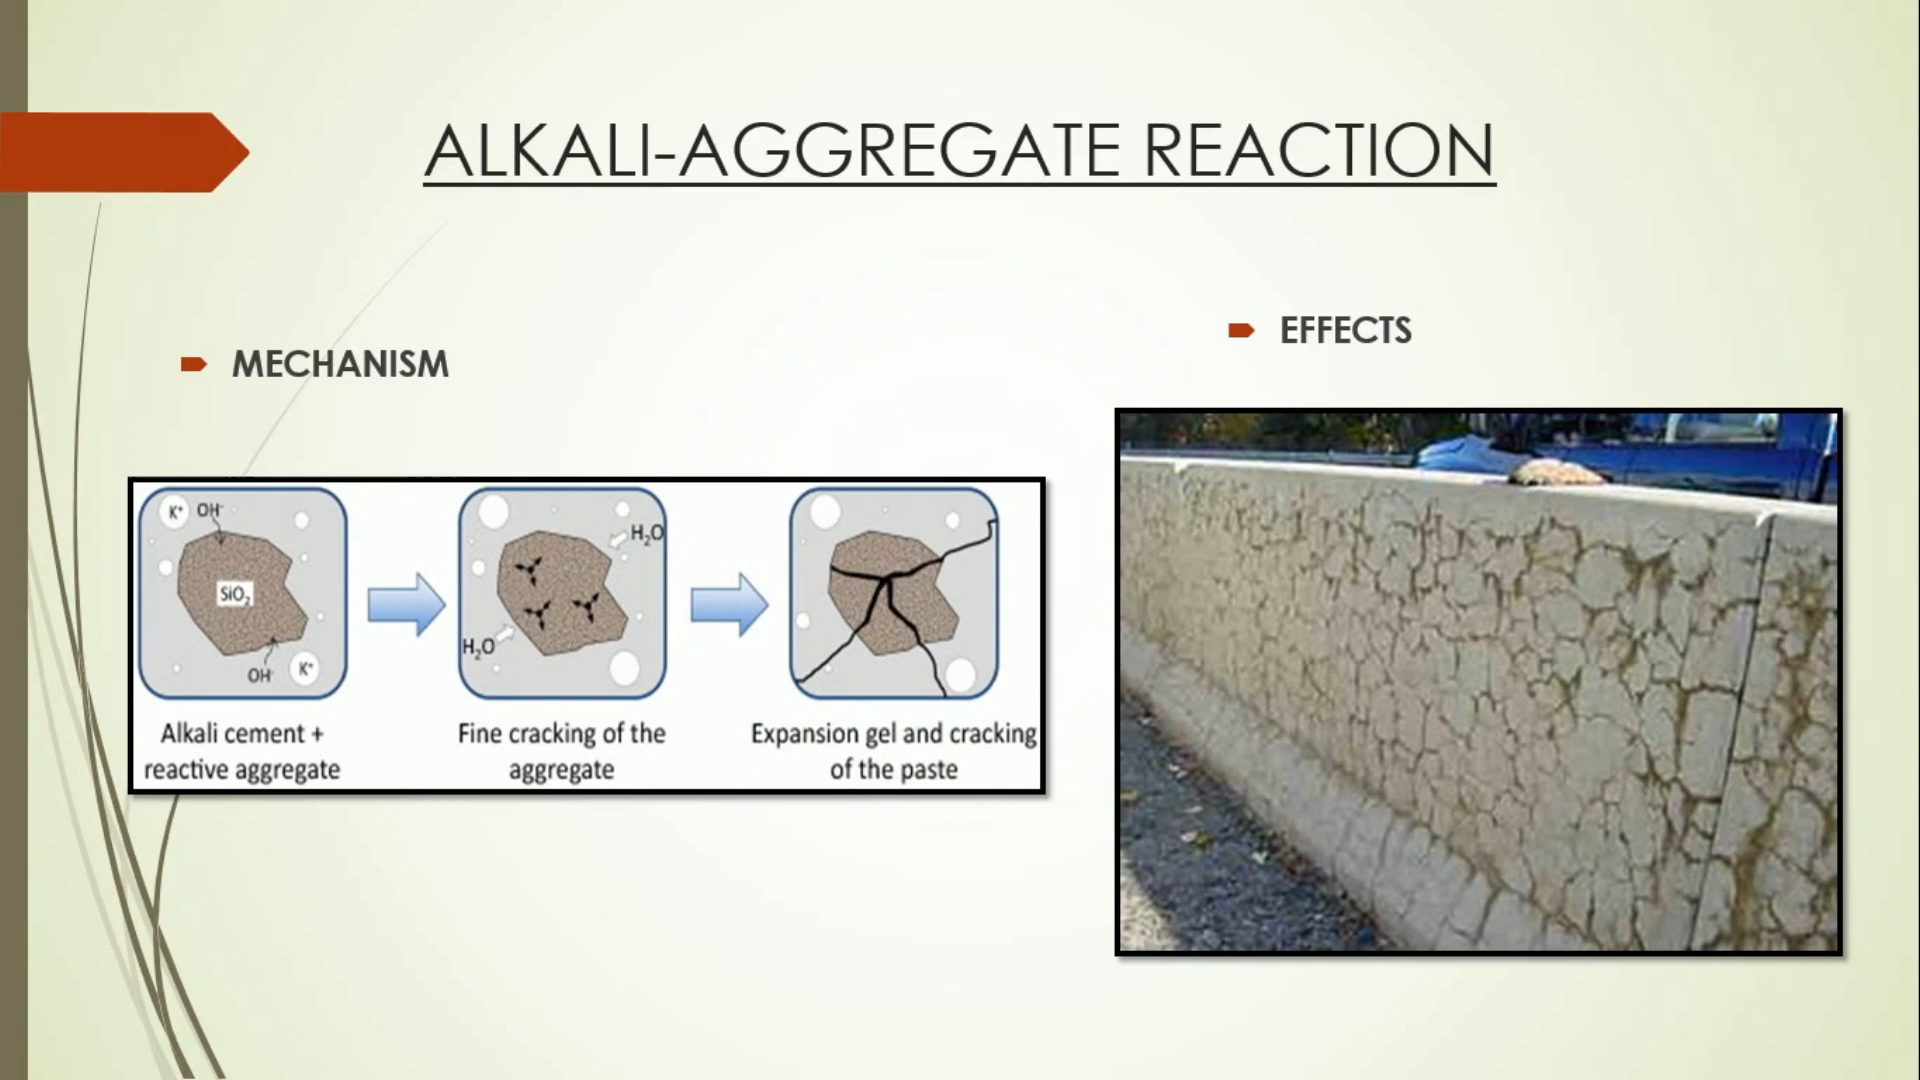 ALKALI-AGGREGATE REACTION
MECHANISM
K⁺ OH⁻
SiO₂
OH⁻ K⁺
Alkali cement +
reactive aggregate
H₂O
H₂O
Fine cracking of the
aggregate
Expansion gel and cracking
of the paste
EFFECTS